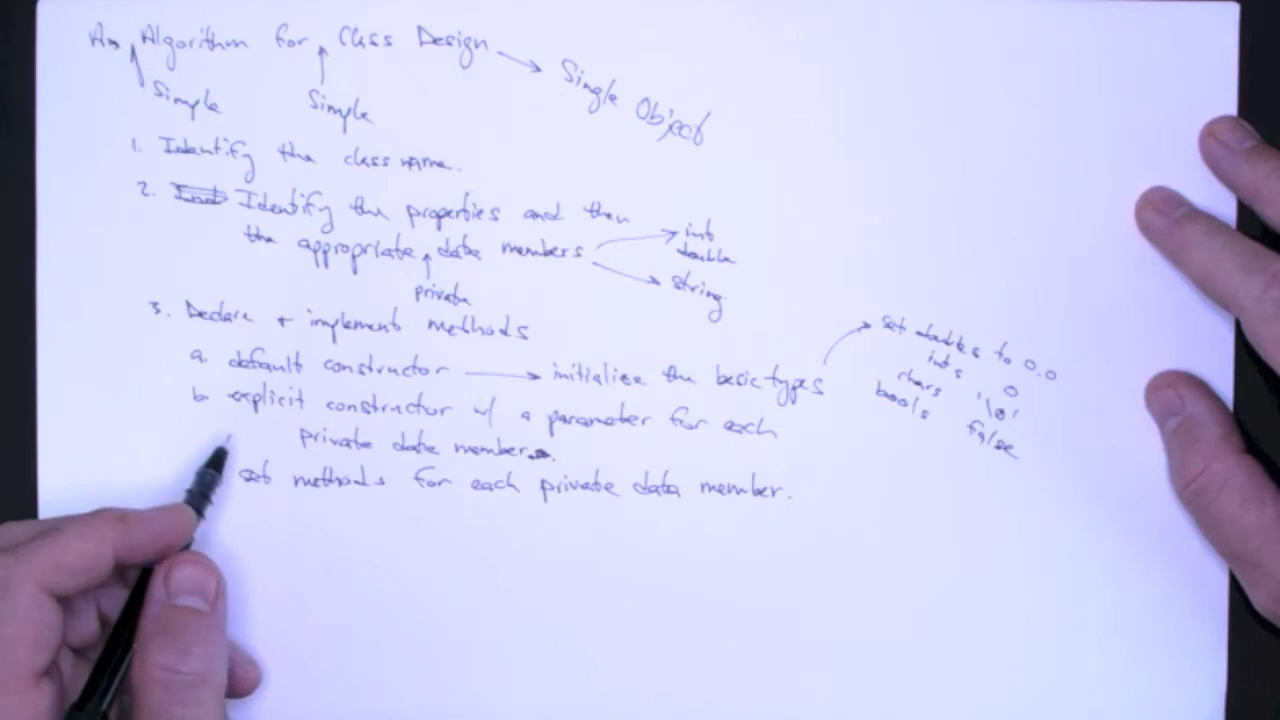 An Algorithm for Class Design → Single Object
Simple Simple
1. Identify the class name.
2. Identify the properties and then
the appropriate data members → int
double
→ string
private
3. Declare + implement methods
a. default constructor → initialise the basic types → set doubles to 0.0
ints 0
chars '\0'
bools false
b. explicit constructor w/ a parameter for each
private data member.
set methods for each private data member.